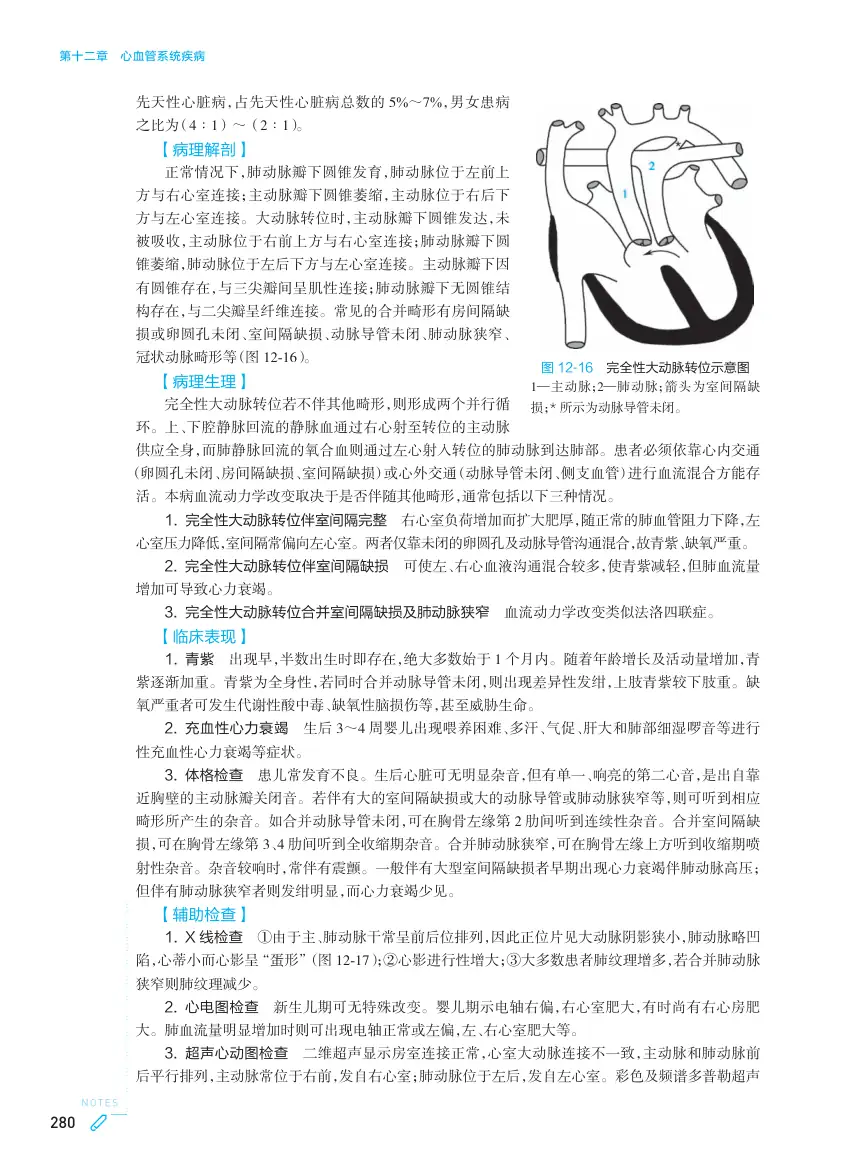 第十二章 心血管系统疾病
先天性心脏病，占先天性心脏病总数的 5%～7%，男女患病
之比为（4∶1）～（2∶1）。
【病理解剖】
正常情况下，肺动脉瓣下圆锥发育，肺动脉位于左前上
方与右心室连接；主动脉瓣下圆锥萎缩，主动脉位于右后下
方与左心室连接。大动脉转位时，主动脉瓣下圆锥发达，未
被吸收，主动脉位于右前上方与右心室连接；肺动脉瓣下圆
锥萎缩，肺动脉位于左后下方与左心室连接。主动脉瓣下因
有圆锥存在，与三尖瓣间呈肌性连接；肺动脉瓣下无圆锥结
构存在，与二尖瓣呈纤维连接。常见的合并畸形有房间隔缺
损或卵圆孔未闭、室间隔缺损、动脉导管未闭、肺动脉狭窄、
冠状动脉畸形等（图 12-16）。
*
2
1
图 12-16 完全性大动脉转位示意图
1—主动脉；2—肺动脉；箭头为室间隔缺
损；* 所示为动脉导管未闭。
【病理生理】
完全性大动脉转位若不伴其他畸形，则形成两个并行循
环。上、下腔静脉回流的静脉血通过右心射至转位的主动脉
供应全身，而肺静脉回流的氧合血则通过左心射入转位的肺动脉到达肺部。患者必须依靠心内交通
（卵圆孔未闭、房间隔缺损、室间隔缺损）或心外交通（动脉导管未闭、侧支血管）进行血流混合方能存
活。本病血流动力学改变取决于是否伴随其他畸形，通常包括以下三种情况。
1. 完全性大动脉转位伴室间隔完整 右心室负荷增加而扩大肥厚，随正常的肺血管阻力下降，左
心室压力降低，室间隔常偏向左心室。两者仅靠未闭的卵圆孔及动脉导管沟通混合，故青紫、缺氧严重。
2. 完全性大动脉转位伴室间隔缺损 可使左、右心血液沟通混合较多，使青紫减轻，但肺血流量
增加可导致心力衰竭。
3. 完全性大动脉转位合并室间隔缺损及肺动脉狭窄 血流动力学改变类似法洛四联症。
【临床表现】
1. 青紫 出现早，半数出生时即存在，绝大多数始于 1 个月内。随着年龄增长及活动量增加，青
紫逐渐加重。青紫为全身性，若同时合并动脉导管未闭，则出现差异性发绀，上肢青紫较下肢重。缺
氧严重者可发生代谢性酸中毒、缺氧性脑损伤等，甚至威胁生命。
2. 充血性心力衰竭 生后 3～4 周婴儿出现喂养困难、多汗、气促、肝大和肺部细湿啰音等进行
性充血性心力衰竭等症状。
3. 体格检查 患儿常发育不良。生后心脏可无明显杂音，但有单一、响亮的第二心音，是出自靠
近胸壁的主动脉瓣关闭音。若伴有大的室间隔缺损或大的动脉导管或肺动脉狭窄等，则可听到相应
畸形所产生的杂音。如合并动脉导管未闭，可在胸骨左缘第 2 肋间听到连续性杂音。合并室间隔缺
损，可在胸骨左缘第 3、4 肋间听到全收缩期杂音。合并肺动脉狭窄，可在胸骨左缘上方听到收缩期喷
射性杂音。杂音较响时，常伴有震颤。一般伴有大型室间隔缺损者早期出现心力衰竭伴肺动脉高压；
但伴有肺动脉狭窄者则发绀明显，而心力衰竭少见。
【辅助检查】
1. X 线检查 ①由于主、肺动脉干常呈前后位排列，因此正位片见大动脉阴影狭小，肺动脉略凹
陷，心蒂小而心影呈“蛋形”（图 12-17）；②心影进行性增大；③大多数患者肺纹理增多，若合并肺动脉
狭窄则肺纹理减少。
2. 心电图检查 新生儿期可无特殊改变。婴儿期示电轴右偏，右心室肥大，有时尚有右心房肥
大。肺血流量明显增加时则可出现电轴正常或左偏，左、右心室肥大等。
3. 超声心动图检查 二维超声显示房室连接正常，心室大动脉连接不一致，主动脉和肺动脉前
后平行排列，主动脉常位于右前，发自右心室；肺动脉位于左后，发自左心室。彩色及频谱多普勒超声
NOTES
280